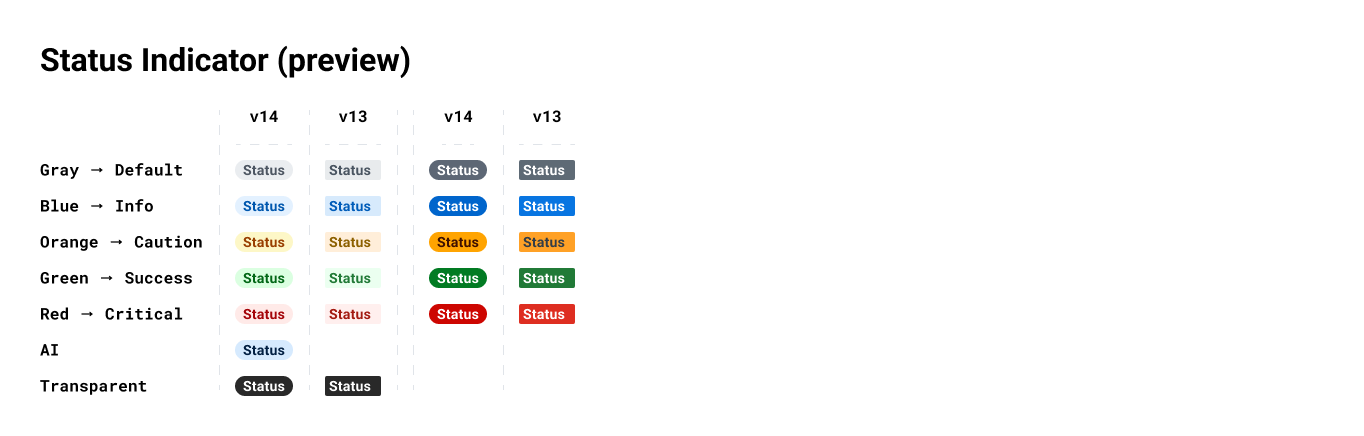 Status Indicator (preview)
v14 v13 v14 v13
Gray → Default Status Status Status Status
Blue → Info Status Status Status Status
Orange → Caution Status Status Status Status
Green → Success Status Status Status Status
Red → Critical Status Status Status Status
AI Status
Transparent Status Status